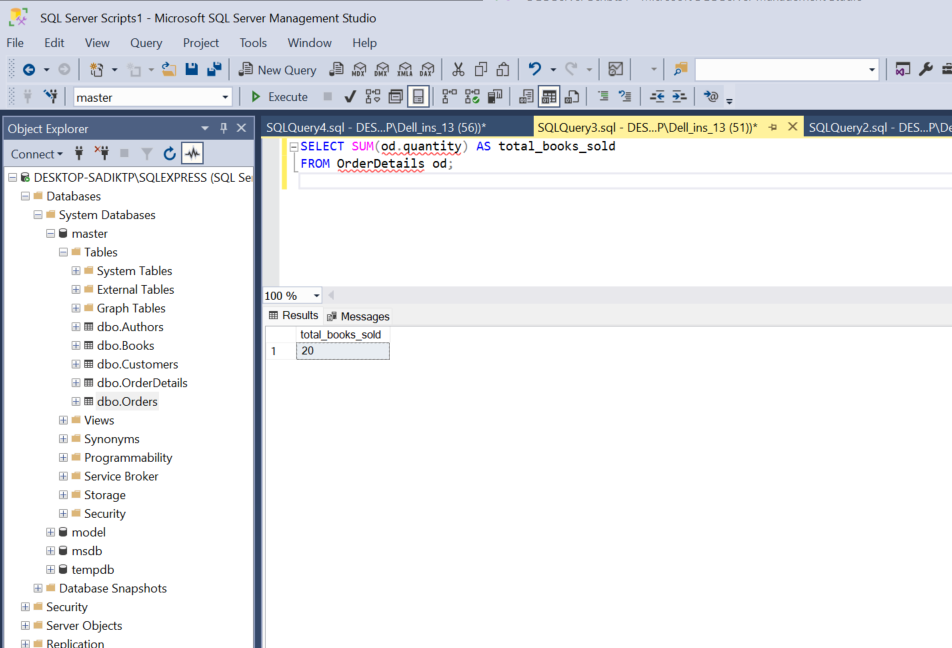 SQL Server Scripts1 - Microsoft SQL Server Management Studio
File Edit View Query Project Tools Window Help
New Query MDX DMX XMLA DAX
master Execute
Object Explorer
SQLQuery4.sql - DES...P\Dell_ins_13 (56))* SQLQuery3.sql - DES...P\Dell_ins_13 (51))* SQLQuery2.sql - DES...P\De
Connect
DESKTOP-SADIKTP\SQLEXPRESS (SQL Se
Databases
System Databases
master
Tables
System Tables
External Tables
Graph Tables
dbo.Authors
dbo.Books
dbo.Customers
dbo.OrderDetails
dbo.Orders
Views
Synonyms
Programmability
Service Broker
Storage
Security
model
msdb
tempdb
Database Snapshots
Security
Server Objects
Replication
SELECT SUM(od.quantity) AS total_books_sold
FROM OrderDetails od;
100 %
Results Messages
total_books_sold
1 20